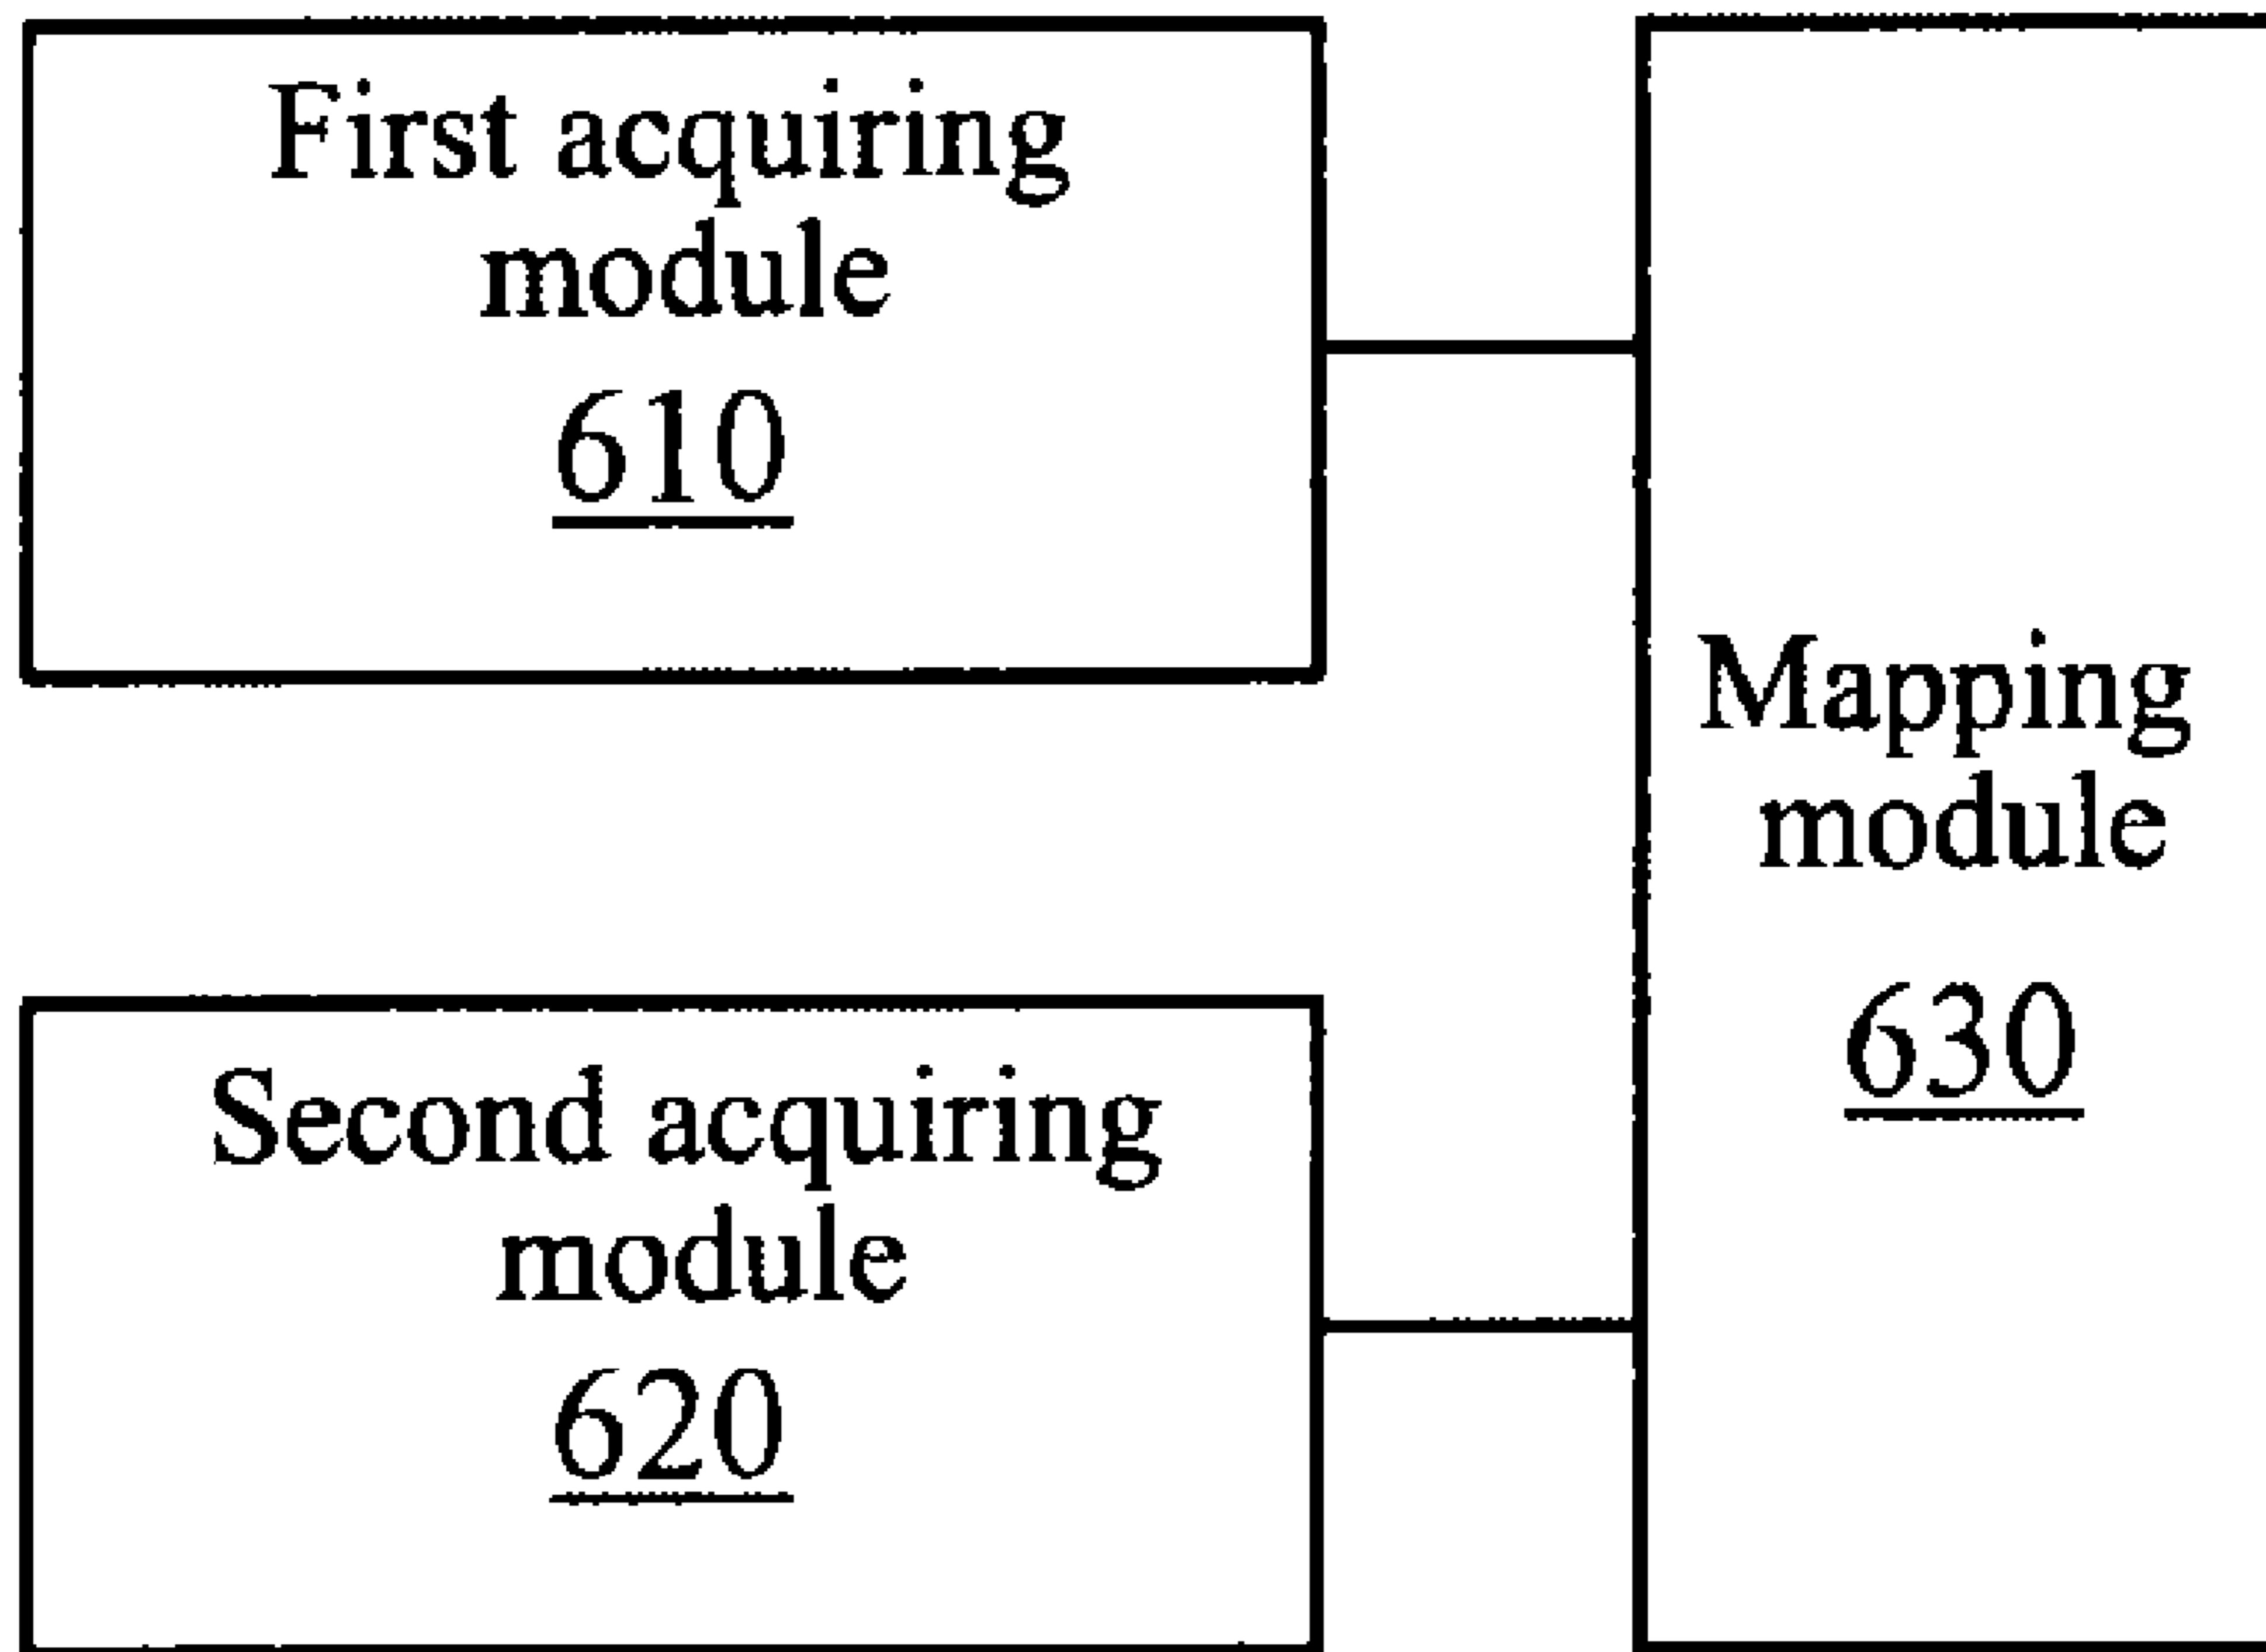 First acquiring
module
610
Second acquiring
module
620
Mapping
module
630